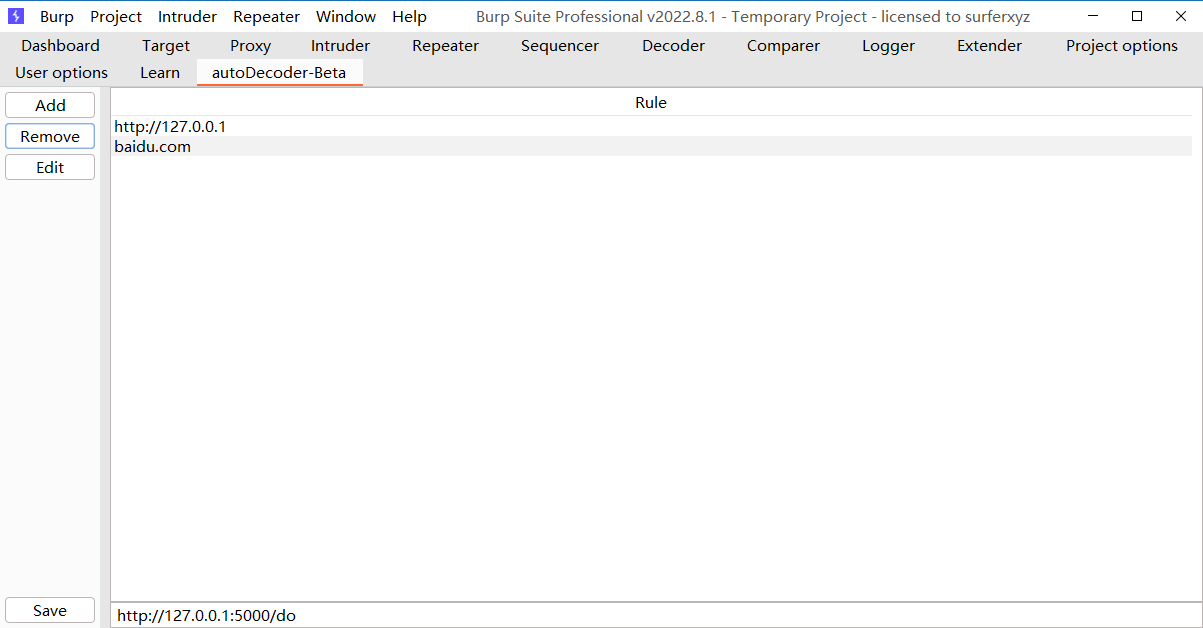 Burp Project Intruder Repeater Window Help Burp Suite Professional v2022.8.1 - Temporary Project - licensed to surferxyz
Dashboard Target Proxy Intruder Repeater Sequencer Decoder Comparer Logger Extender Project options
User options Learn autoDecoder-Beta
Add
Remove
Edit
Rule
http://127.0.0.1
baidu.com
Save
http://127.0.0.1:5000/do